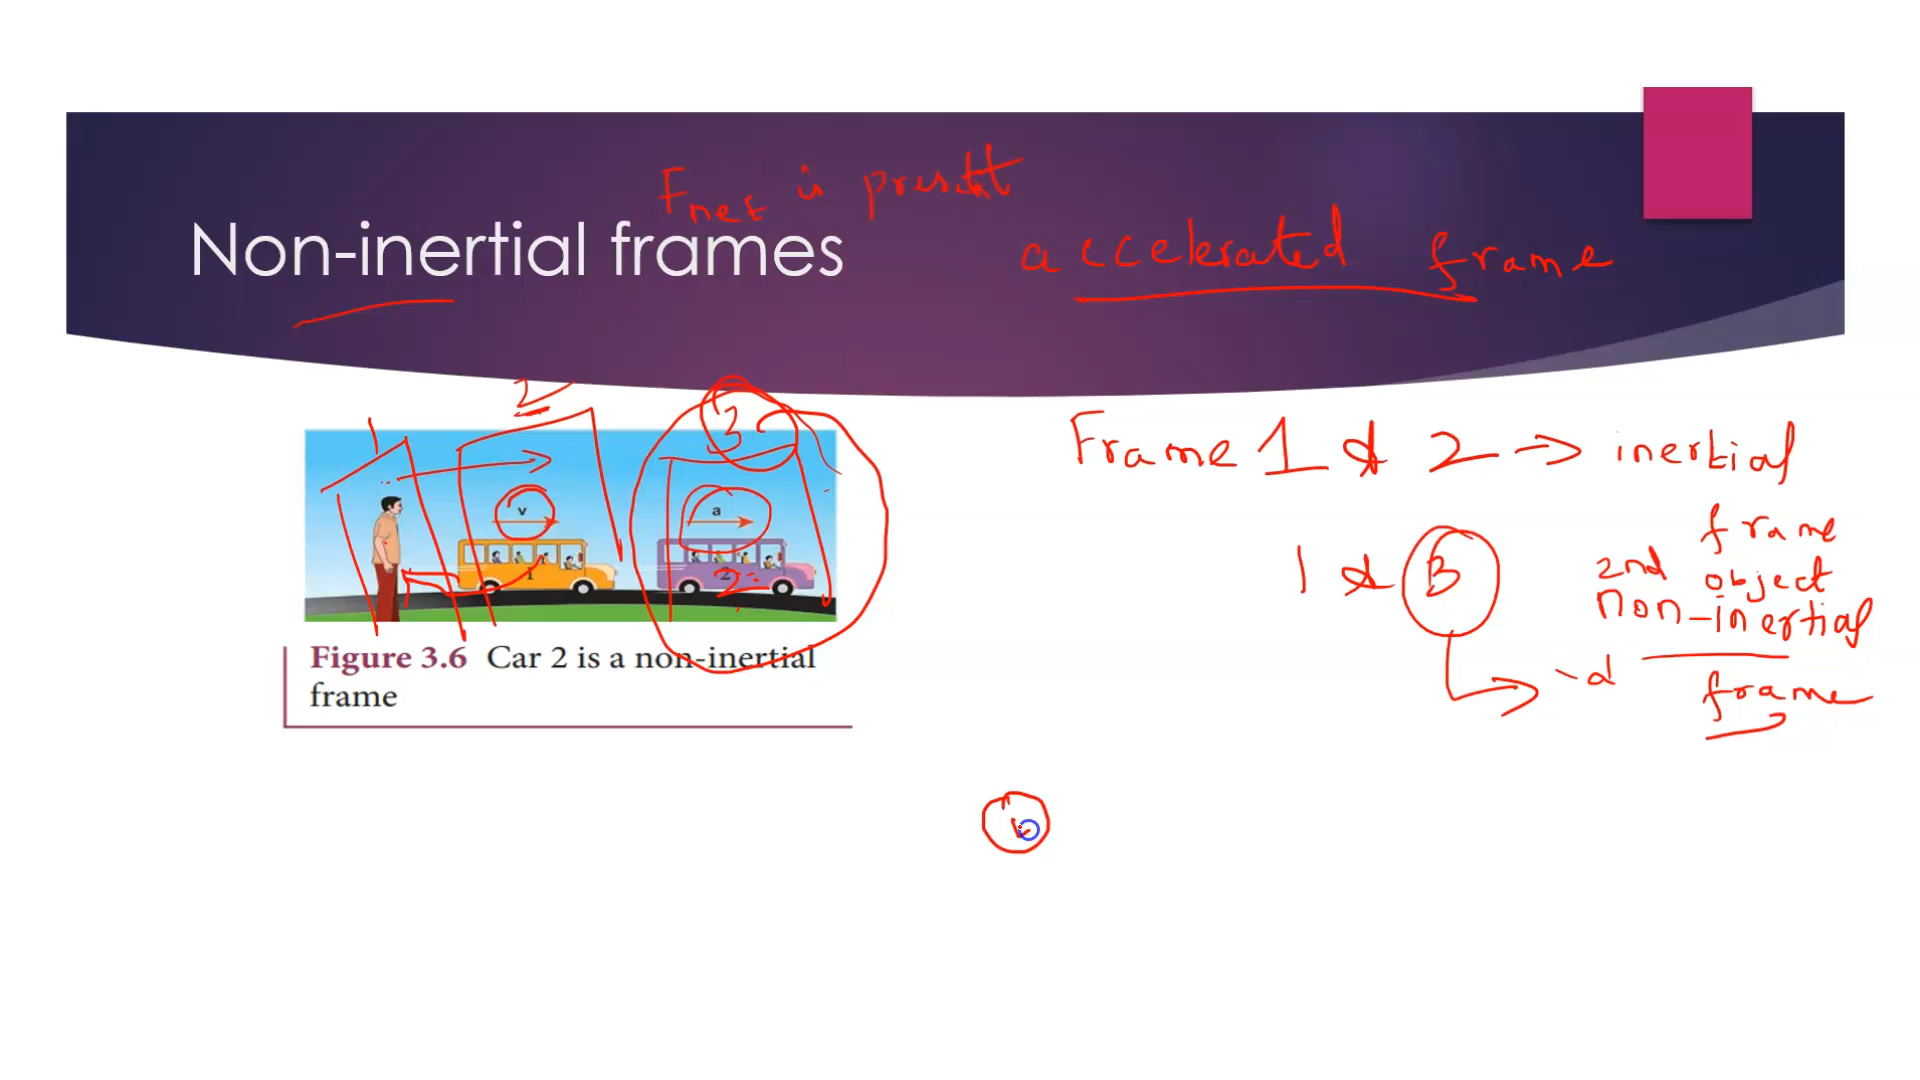 Fnet is present
Non-inertial frames
accelerated frame
1
2
3
v
a
1
2
Frame 1 & 2 → inertial
frame
1 & 3
2nd object
non-inertial
frame
Figure 3.6 Car 2 is a non-inertial
frame